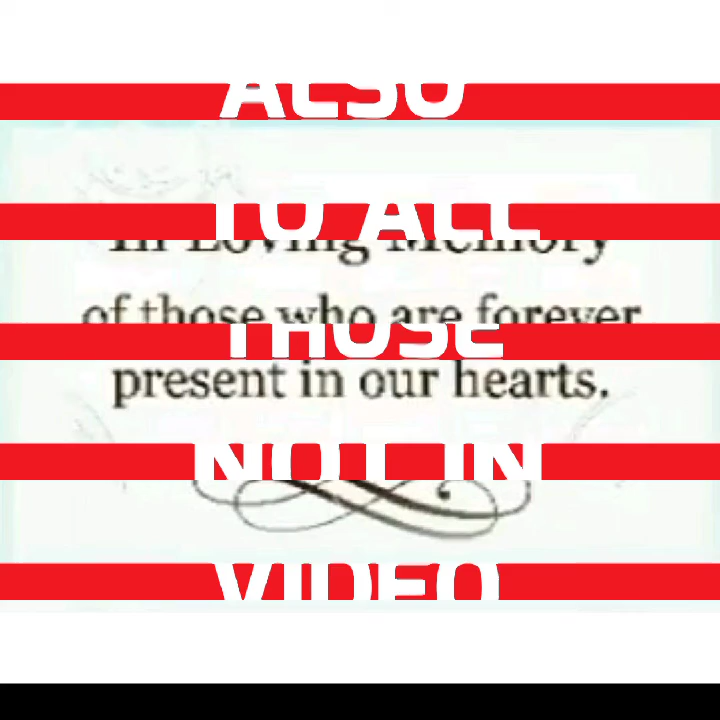 ALSO
TO ALL
In Loving Memory
of those who are forever
THOSE
present in our hearts.
NOT IN
VIDEO